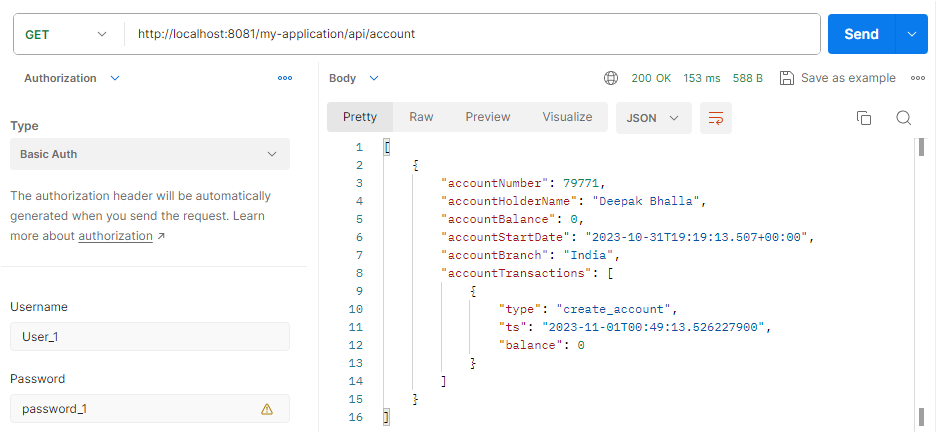 GET http://localhost:8081/my-application/api/account Send
Authorization
Type
Basic Auth
The authorization header will be automatically
generated when you send the request. Learn
more about authorization ↗
Username
User_1
Password
password_1
Body 200 OK 153 ms 588 B Save as example
Pretty Raw Preview Visualize JSON
1 [
2 {
3 "accountNumber": 79771,
4 "accountHolderName": "Deepak Bhalla",
5 "accountBalance": 0,
6 "accountStartDate": "2023-10-31T19:19:13.507+00:00",
7 "accountBranch": "India",
8 "accountTransactions": [
9 {
10 "type": "create_account",
11 "ts": "2023-11-01T00:49:13.526227900",
12 "balance": 0
13 }
14 ]
15 }
16 ]